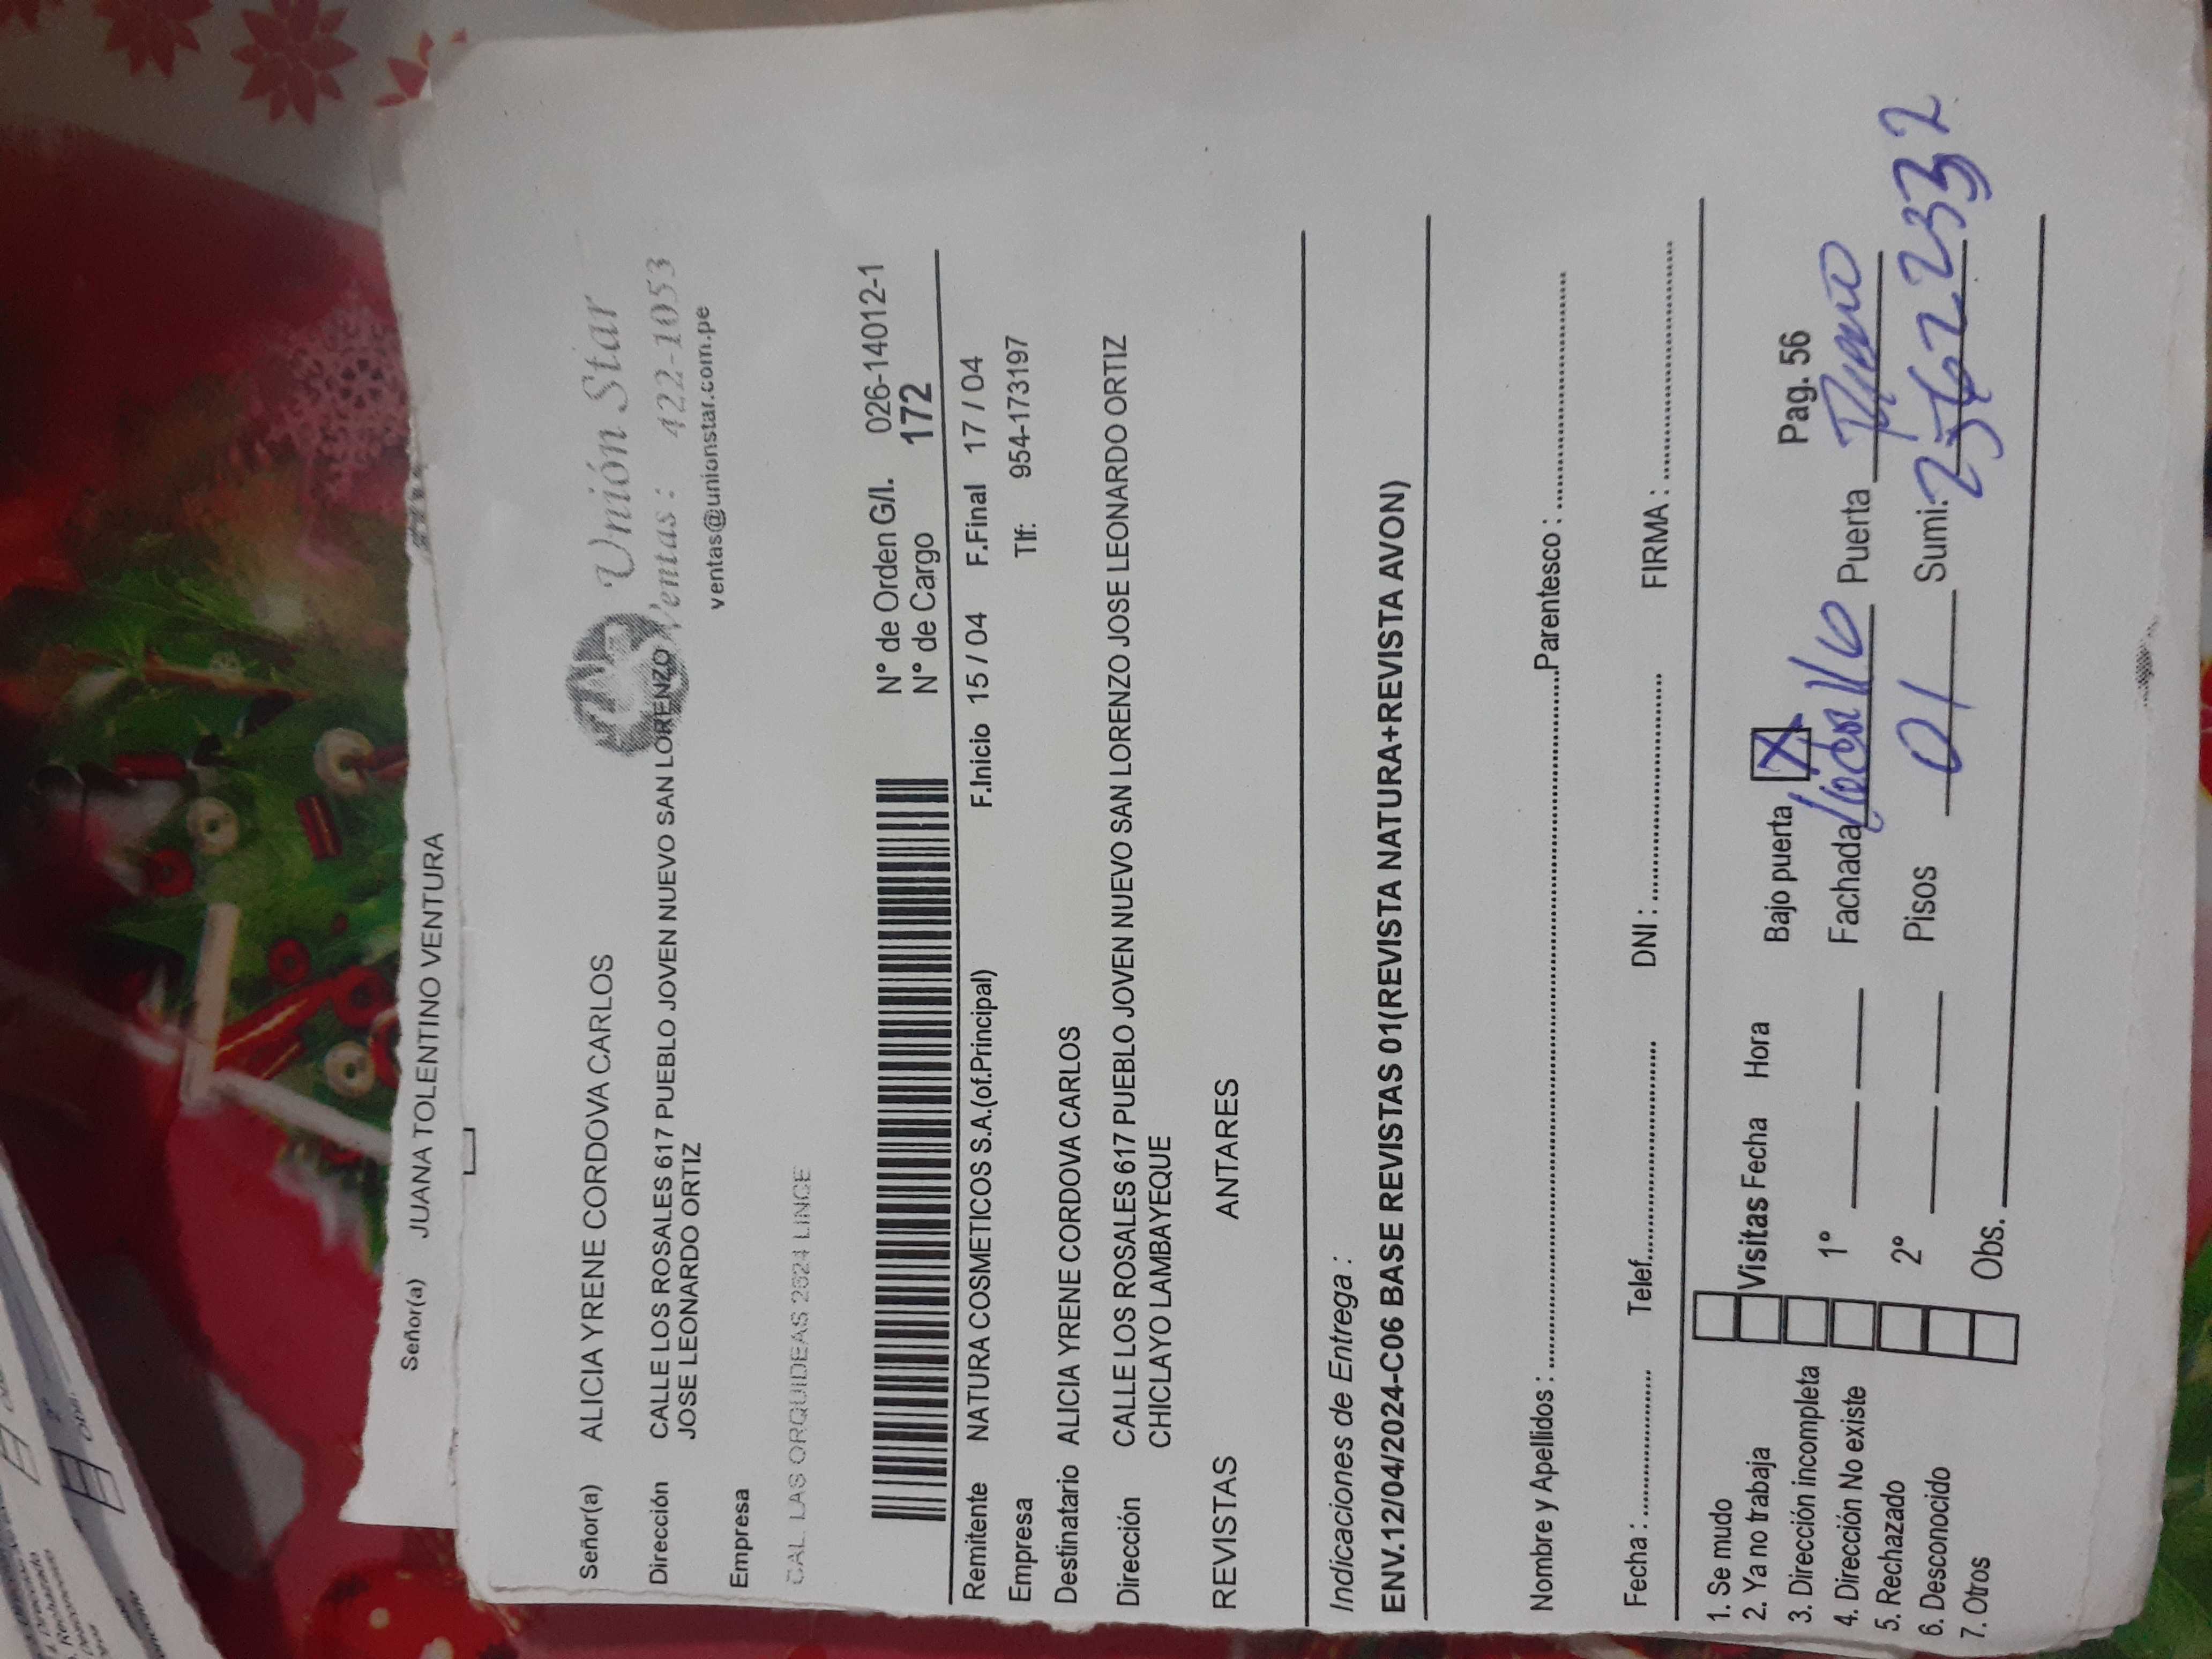 Señor(a) JUANA TOLENTINO VENTURA
Unión Star
Ventas: 422-1053
ventas@unionstar.com.pe
Señor(a) ALICIA YRENE CORDOVA CARLOS
Dirección CALLE LOS ROSALES 617 PUEBLO JOVEN NUEVO SAN LORENZO
JOSE LEONARDO ORTIZ
Empresa
CAL. LAS ORQUIDEAS 2624 LINCE
N° de Orden G/I. 026-14012-1
N° de Cargo 172
Remitente NATURA COSMETICOS S.A.(of.Principal) F.Inicio 15 / 04 F.Final 17 / 04
Empresa Tlf: 954-173197
Destinatario ALICIA YRENE CORDOVA CARLOS
Dirección CALLE LOS ROSALES 617 PUEBLO JOVEN NUEVO SAN LORENZO JOSE LEONARDO ORTIZ
CHICLAYO LAMBAYEQUE
REVISTAS ANTARES
Indicaciones de Entrega :
ENV.12/04/2024-C06 BASE REVISTAS 01(REVISTA NATURA+REVISTA AVON)
Nombre y Apellidos : Parentesco :
Fecha : Telef. DNI : FIRMA :
1. Se mudo
2. Ya no trabaja
3. Dirección incompleta
4. Dirección No existe
5. Rechazado
6. Desconocido
7. Otros
Visitas Fecha Hora
1°
2°
Obs.
Bajo puerta X Pag. 56
Fachada Ladrillo Puerta
Pisos 01 Sumi: